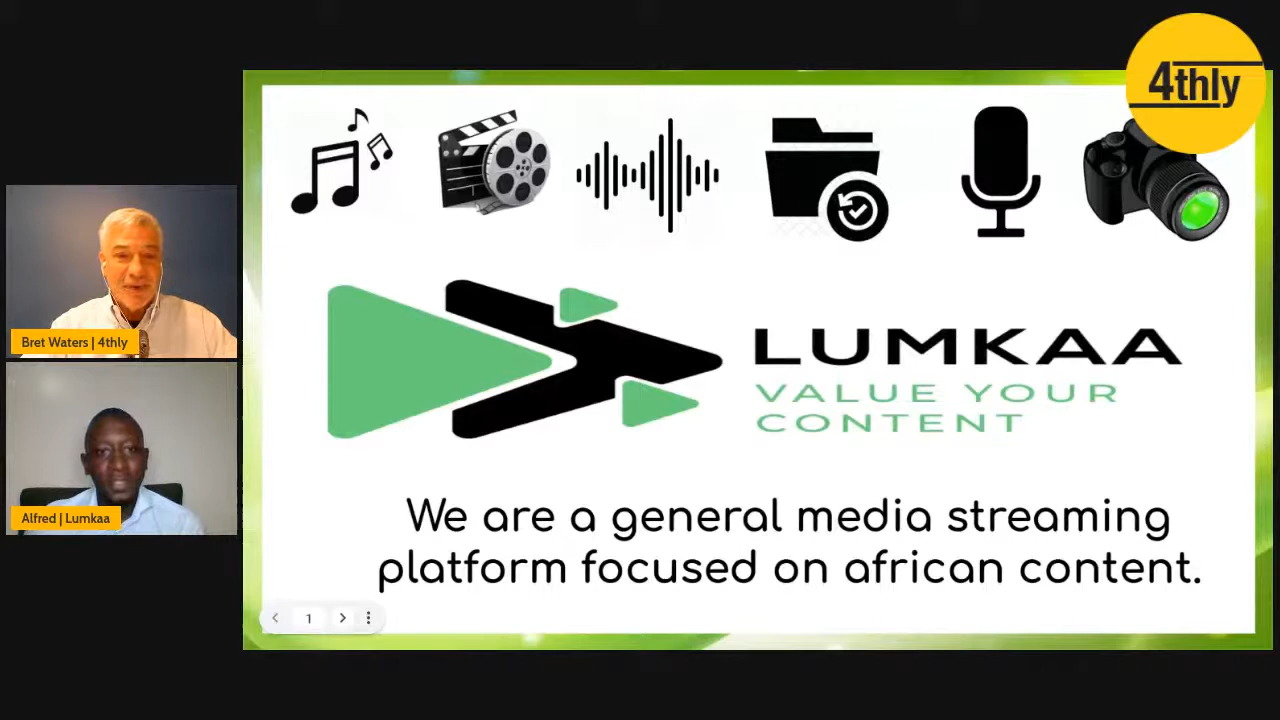 4thly
Bret Waters | 4thly
Alfred | Lumkaa
LUMKAA
VALUE YOUR
CONTENT
We are a general media streaming
platform focused on african content.
1